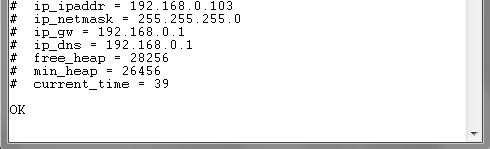 #  ip_ipaddr = 192.168.0.103
#  ip_netmask = 255.255.255.0
#  ip_gw = 192.168.0.1
#  ip_dns = 192.168.0.1
#  free_heap = 28256
#  min_heap = 26456
#  current_time = 39

OK